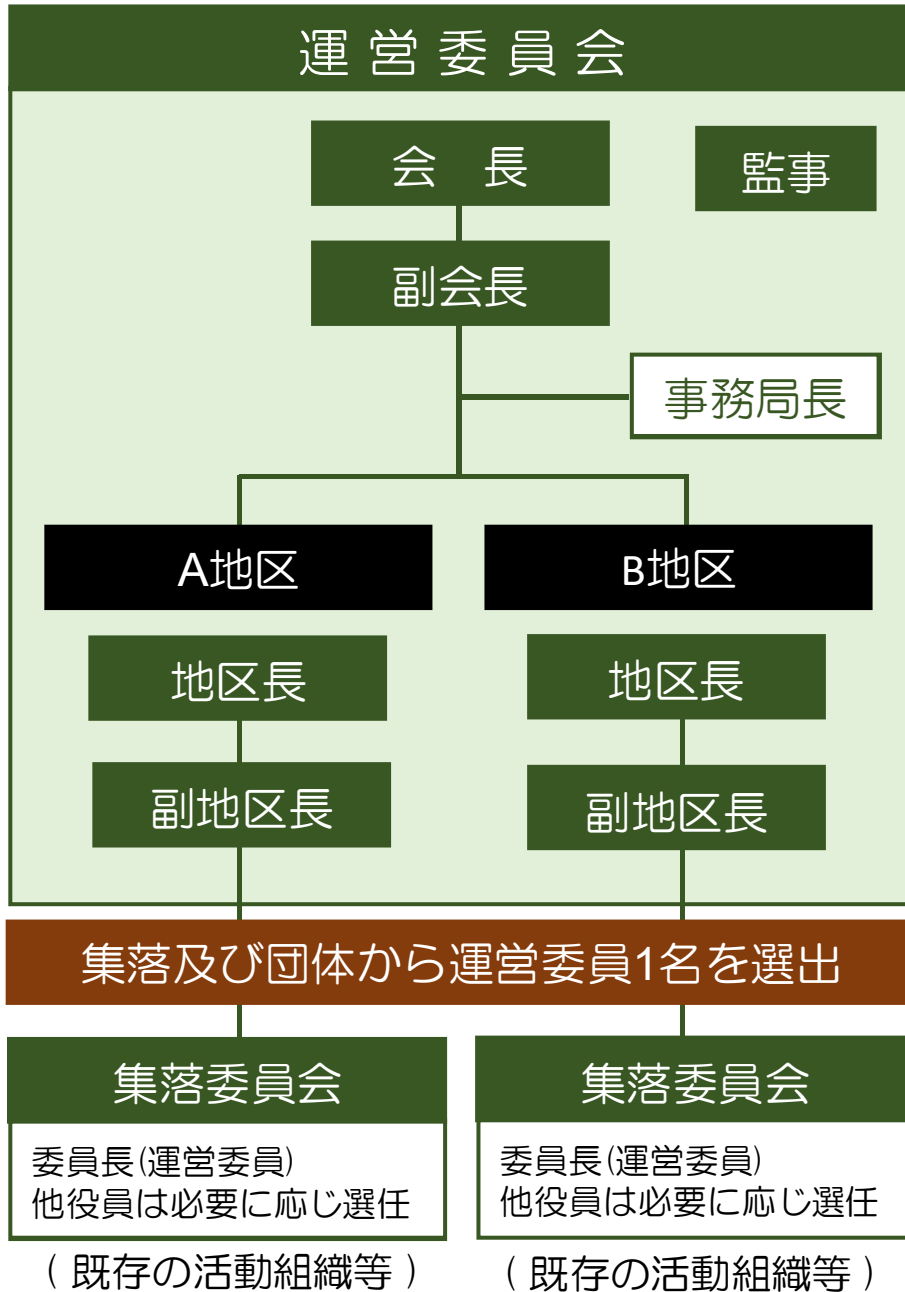 運営委員会
会 長
監事
副会長
事務局長
A地区
B地区
地区長
地区長
副地区長
副地区長
集落及び団体から運営委員1名を選出
集落委員会
委員長(運営委員)
他役員は必要に応じ選任
(既存の活動組織等)
集落委員会
委員長(運営委員)
他役員は必要に応じ選任
(既存の活動組織等)